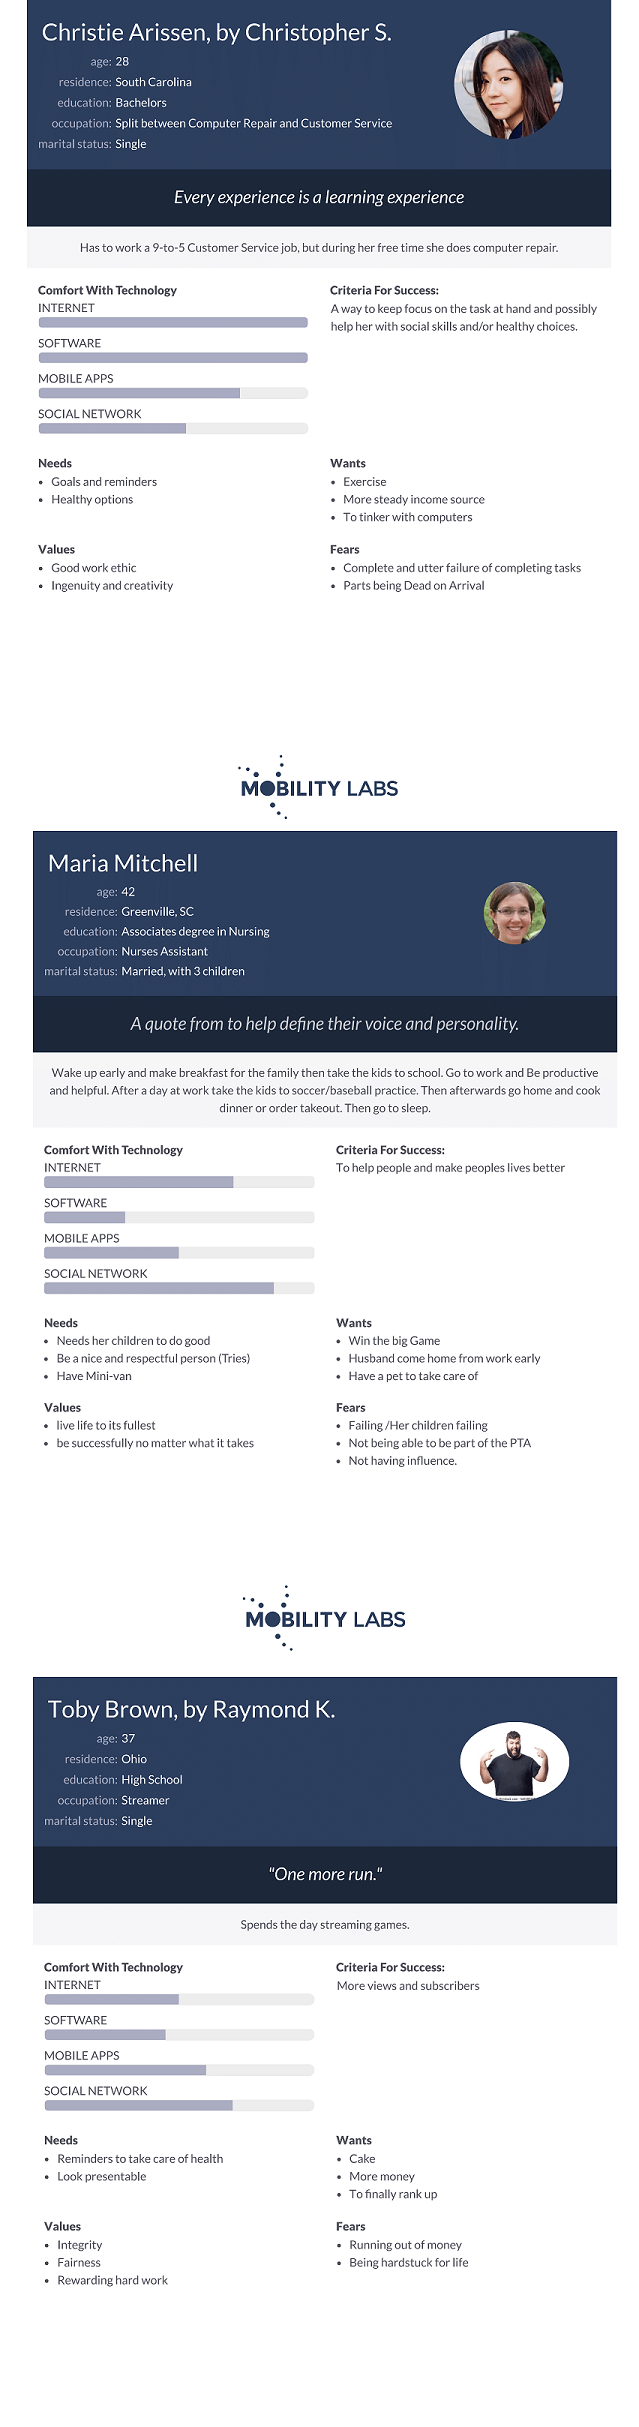 Christie Arissen, by Christopher S.
age: 28
residence: South Carolina
education: Bachelors
occupation: Split between Computer Repair and Customer Service
marital status: Single
Every experience is a learning experience
Has to work a 9-to-5 Customer Service job, but during her free time she does computer repair.
Comfort With Technology
INTERNET
SOFTWARE
MOBILE APPS
SOCIAL NETWORK
Criteria For Success:
A way to keep focus on the task at hand and possibly
help her with social skills and/or healthy choices.
Needs
• Goals and reminders
• Healthy options
Wants
• Exercise
• More steady income source
• To tinker with computers
Values
• Good work ethic
• Ingenuity and creativity
Fears
• Complete and utter failure of completing tasks
• Parts being Dead on Arrival
MOBILITY LABS
Maria Mitchell
age: 42
residence: Greenville, SC
education: Associates degree in Nursing
occupation: Nurses Assistant
marital status: Married, with 3 children
A quote from to help define their voice and personality.
Wake up early and make breakfast for the family then take the kids to school. Go to work and Be productive
and helpful. After a day at work take the kids to soccer/baseball practice. Then afterwards go home and cook
dinner or order takeout. Then go to sleep.
Comfort With Technology
INTERNET
SOFTWARE
MOBILE APPS
SOCIAL NETWORK
Criteria For Success:
To help people and make peoples lives better
Needs
• Needs her children to do good
• Be a nice and respectful person (Tries)
• Have Mini-van
Wants
• Win the big Game
• Husband come home from work early
• Have a pet to take care of
Values
• live life to its fullest
• be successfully no matter what it takes
Fears
• Failing /Her children failing
• Not being able to be part of the PTA
• Not having influence.
MOBILITY LABS
Toby Brown, by Raymond K.
age: 37
residence: Ohio
education: High School
occupation: Streamer
marital status: Single
"One more run."
Spends the day streaming games.
Comfort With Technology
INTERNET
SOFTWARE
MOBILE APPS
SOCIAL NETWORK
Criteria For Success:
More views and subscribers
Needs
• Reminders to take care of health
• Look presentable
Wants
• Cake
• More money
• To finally rank up
Values
• Integrity
• Fairness
• Rewarding hard work
Fears
• Running out of money
• Being hardstuck for life